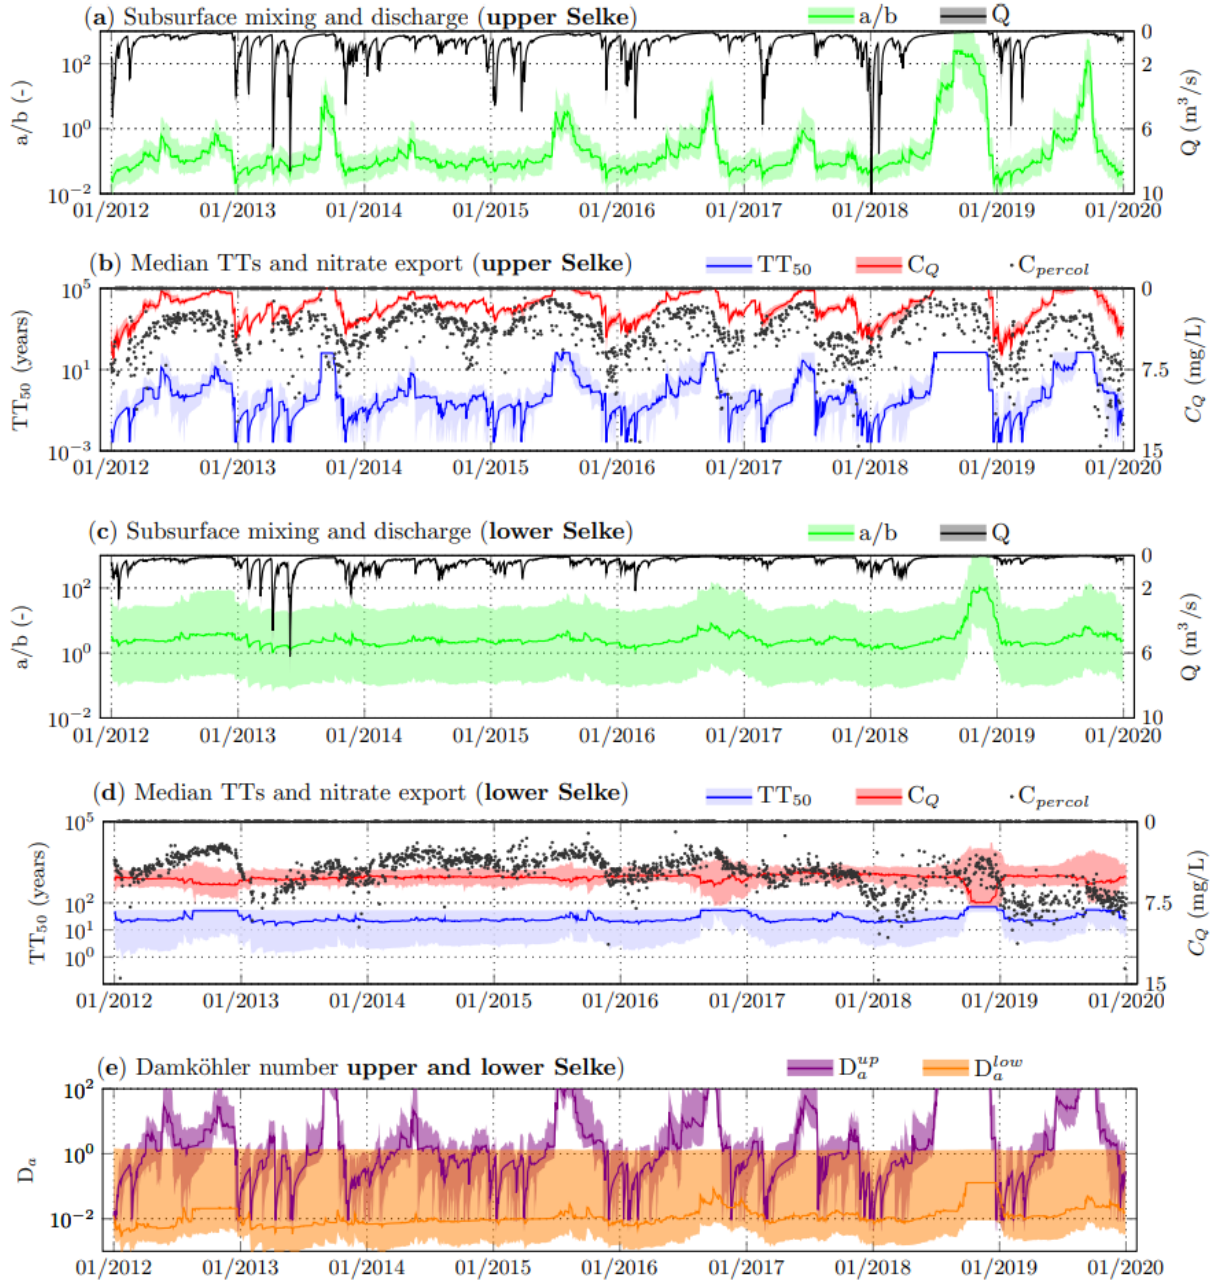 (a) Subsurface mixing and discharge (upper Selke) a/b Q
10² 10⁰ 10⁻²
a/b (-)
0 2 6 10
Q (m³/s)
01/2012 01/2013 01/2014 01/2015 01/2016 01/2017 01/2018 01/2019 01/2020
(b) Median TTs and nitrate export (upper Selke) TT₅₀ C_Q C_percol
10⁵ 10¹ 10⁻³
TT₅₀ (years)
0 7.5 15
C_Q (mg/L)
01/2012 01/2013 01/2014 01/2015 01/2016 01/2017 01/2018 01/2019 01/2020
(c) Subsurface mixing and discharge (lower Selke) a/b Q
10² 10⁰ 10⁻²
a/b (-)
0 2 6 10
Q (m³/s)
01/2012 01/2013 01/2014 01/2015 01/2016 01/2017 01/2018 01/2019 01/2020
(d) Median TTs and nitrate export (lower Selke) TT₅₀ C_Q C_percol
10⁵ 10² 10¹ 10⁰
TT₅₀ (years)
0 7.5 15
C_Q (mg/L)
01/2012 01/2013 01/2014 01/2015 01/2016 01/2017 01/2018 01/2019 01/2020
(e) Damköhler number upper and lower Selke) D_a^up D_a^low
10² 10⁰ 10⁻²
D_a
01/2012 01/2013 01/2014 01/2015 01/2016 01/2017 01/2018 01/2019 01/2020